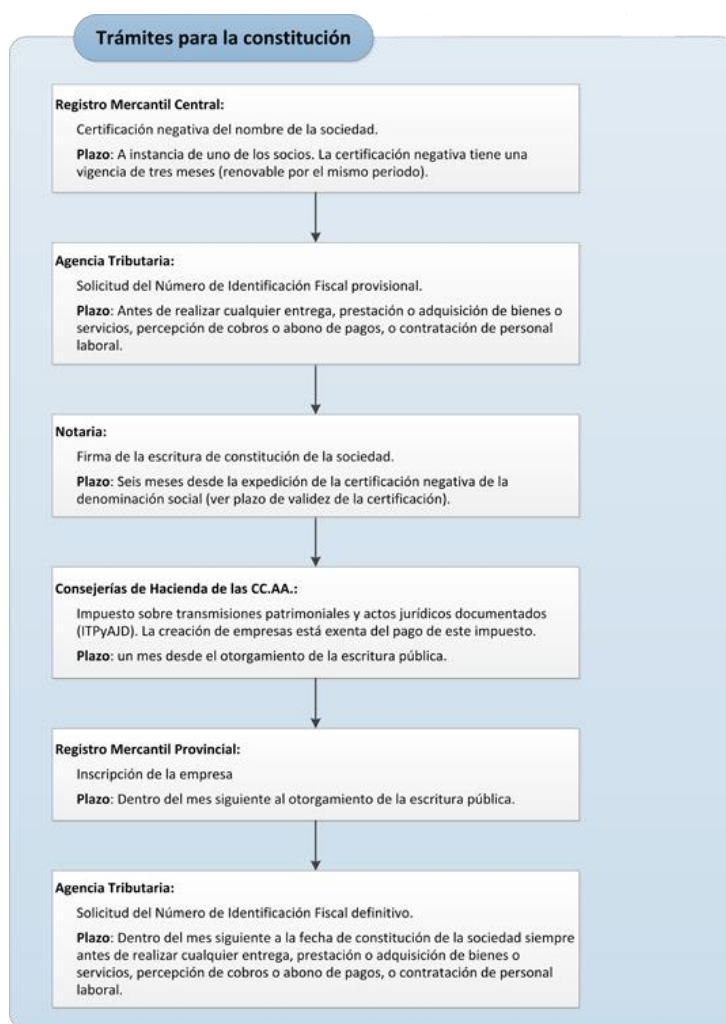 Trámites para la constitución
Registro Mercantil Central:
Certificación negativa del nombre de la sociedad.
Plazo: A instancia de uno de los socios. La certificación negativa tiene una
vigencia de tres meses (renovable por el mismo periodo).
Agencia Tributaria:
Solicitud del Número de Identificación Fiscal provisional.
Plazo: Antes de realizar cualquier entrega, prestación o adquisición de bienes o
servicios, percepción de cobros o abono de pagos, o contratación de personal
laboral.
Notaria:
Firma de la escritura de constitución de la sociedad.
Plazo: Seis meses desde la expedición de la certificación negativa de la
denominación social (ver plazo de validez de la certificación).
Consejerías de Hacienda de las CC.AA.:
Impuesto sobre transmisiones patrimoniales y actos jurídicos documentados
(ITPyAJD). La creación de empresas está exenta del pago de este impuesto.
Plazo: un mes desde el otorgamiento de la escritura pública.
Registro Mercantil Provincial:
Inscripción de la empresa
Plazo: Dentro del mes siguiente al otorgamiento de la escritura pública.
Agencia Tributaria:
Solicitud del Número de Identificación Fiscal definitivo.
Plazo: Dentro del mes siguiente a la fecha de constitución de la sociedad siempre
antes de realizar cualquier entrega, prestación o adquisición de bienes o
servicios, percepción de cobros o abono de pagos, o contratación de personal
laboral.